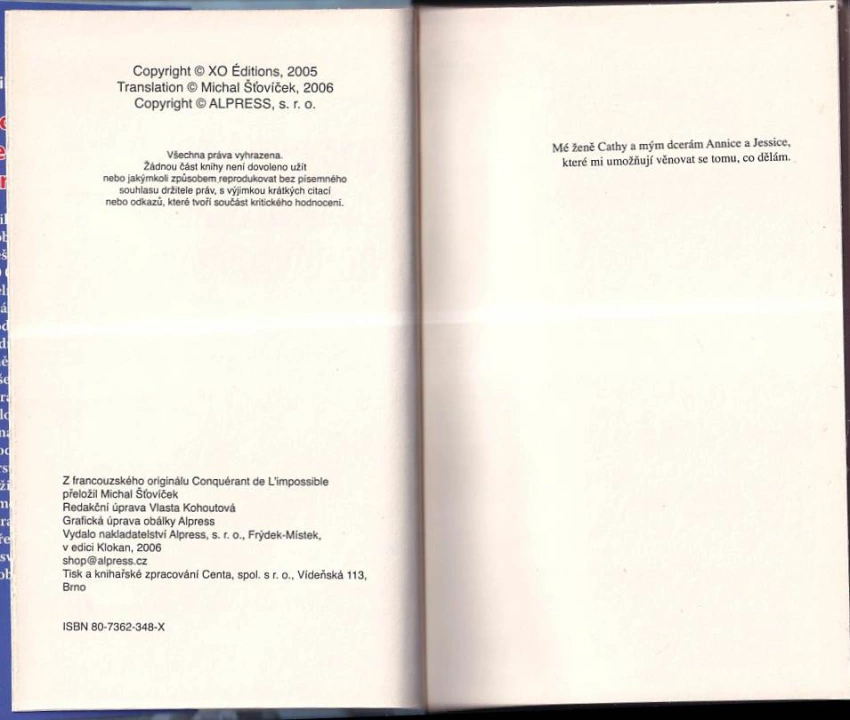 Copyright © XO Éditions, 2005
Translation © Michal Šťovíček, 2006
Copyright © ALPRESS, s. r. o.
Všechna práva vyhrazena.
Žádnou část knihy není dovoleno užít
nebo jakýmkoli způsobem reprodukovat bez písemného
souhlasu držitele práv, s výjimkou krátkých citací
nebo odkazů, které tvoří součást kritického hodnocení.
Z francouzského originálu Conquérant de L'impossible
přeložil Michal Šťovíček
Redakční úprava Vlasta Kohoutová
Grafická úprava obálky Alpress
Vydalo nakladatelství Alpress, s. r. o., Frýdek-Místek,
v edici Klokan, 2006
shop@alpress.cz
Tisk a knihařské zpracování Centa, spol. s r. o., Vídeňská 113,
Brno
ISBN 80-7362-348-X
Mé ženě Cathy a mým dcerám Annice a Jessice,
které mi umožňují věnovat se tomu, co dělám.